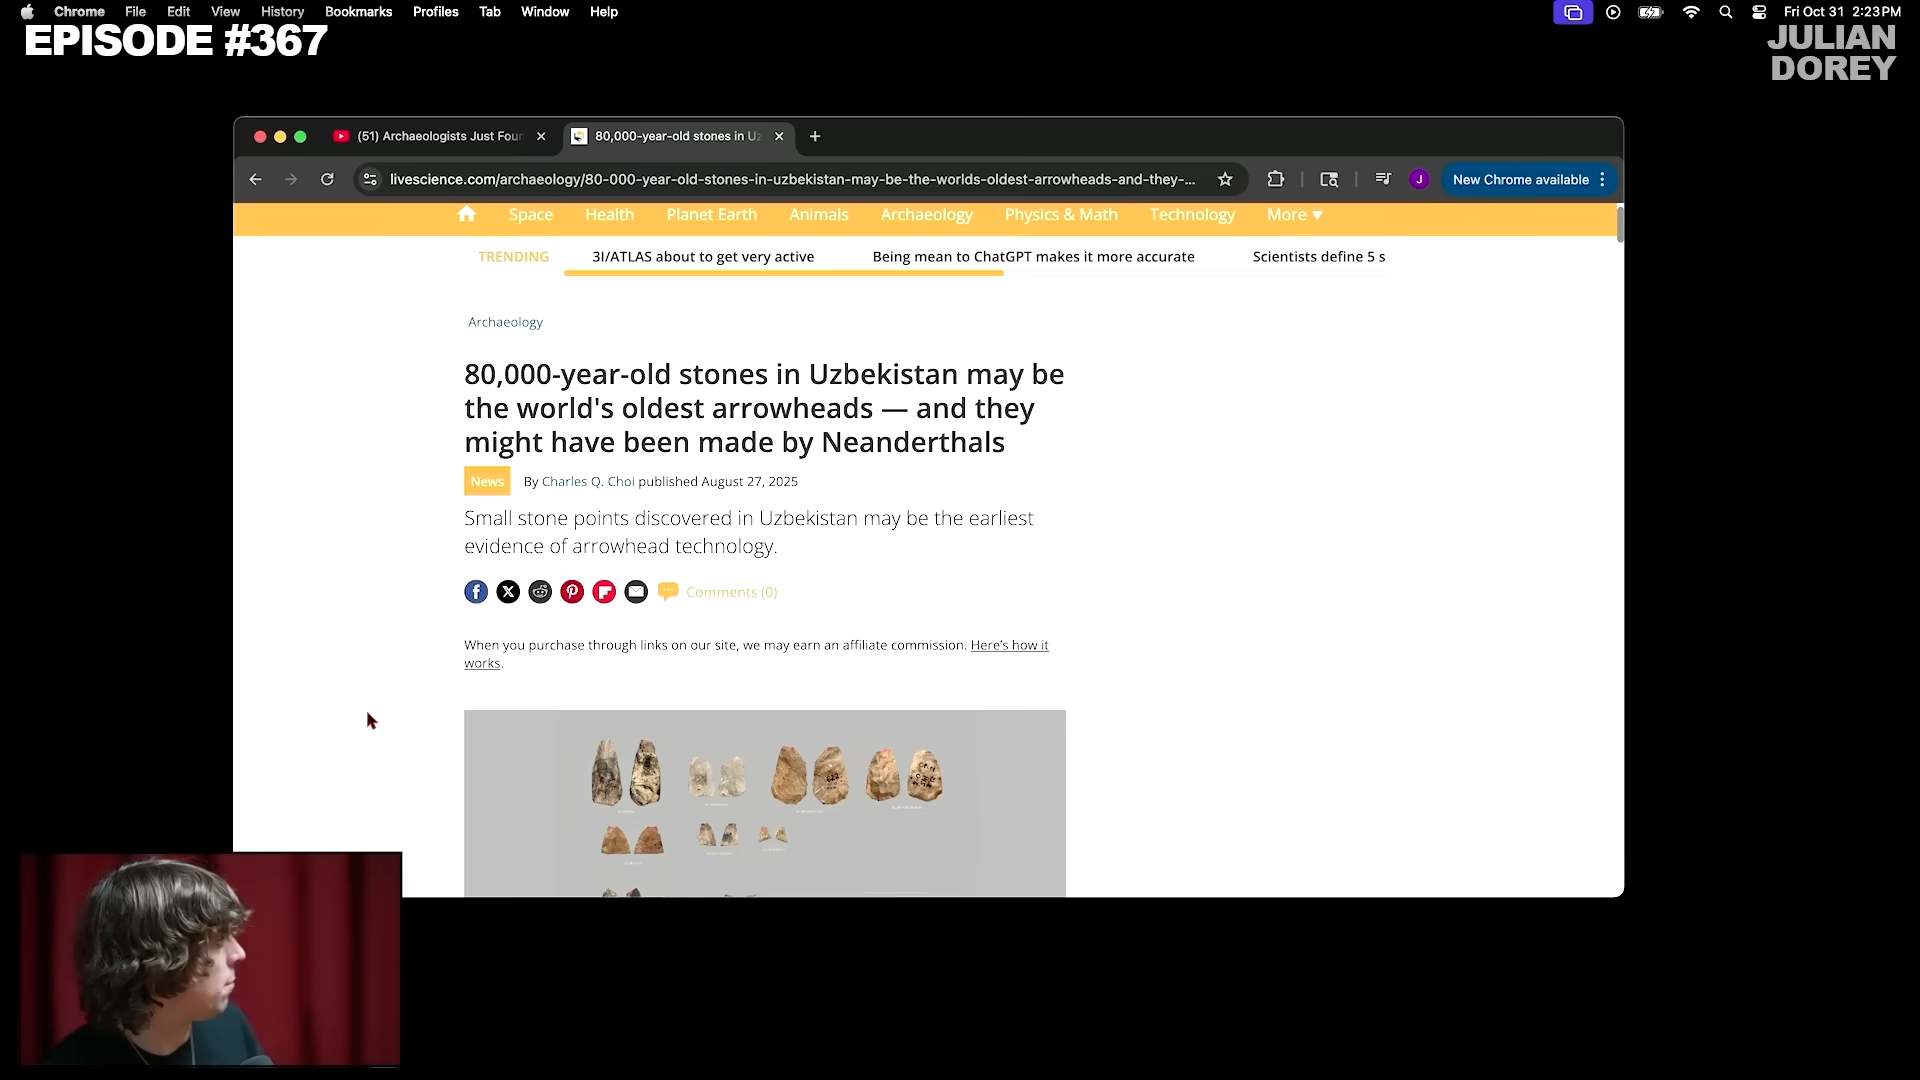 Chrome File Edit View History Bookmarks Profiles Tab Window Help
Fri Oct 31 2:23 PM
EPISODE #367
JULIAN
DOREY
(51) Archaeologists Just Foun
80,000-year-old stones in Uz
livescience.com/archaeology/80-000-year-old-stones-in-uzbekistan-may-be-the-worlds-oldest-arrowheads-and-they-...
J
New Chrome available
Space Health Planet Earth Animals Archaeology Physics & Math Technology More ▼
TRENDING 3I/ATLAS about to get very active Being mean to ChatGPT makes it more accurate Scientists define 5 s
Archaeology
80,000-year-old stones in Uzbekistan may be
the world's oldest arrowheads — and they
might have been made by Neanderthals
News By Charles Q. Choi published August 27, 2025
Small stone points discovered in Uzbekistan may be the earliest
evidence of arrowhead technology.
Comments (0)
When you purchase through links on our site, we may earn an affiliate commission. Here's how it
works.